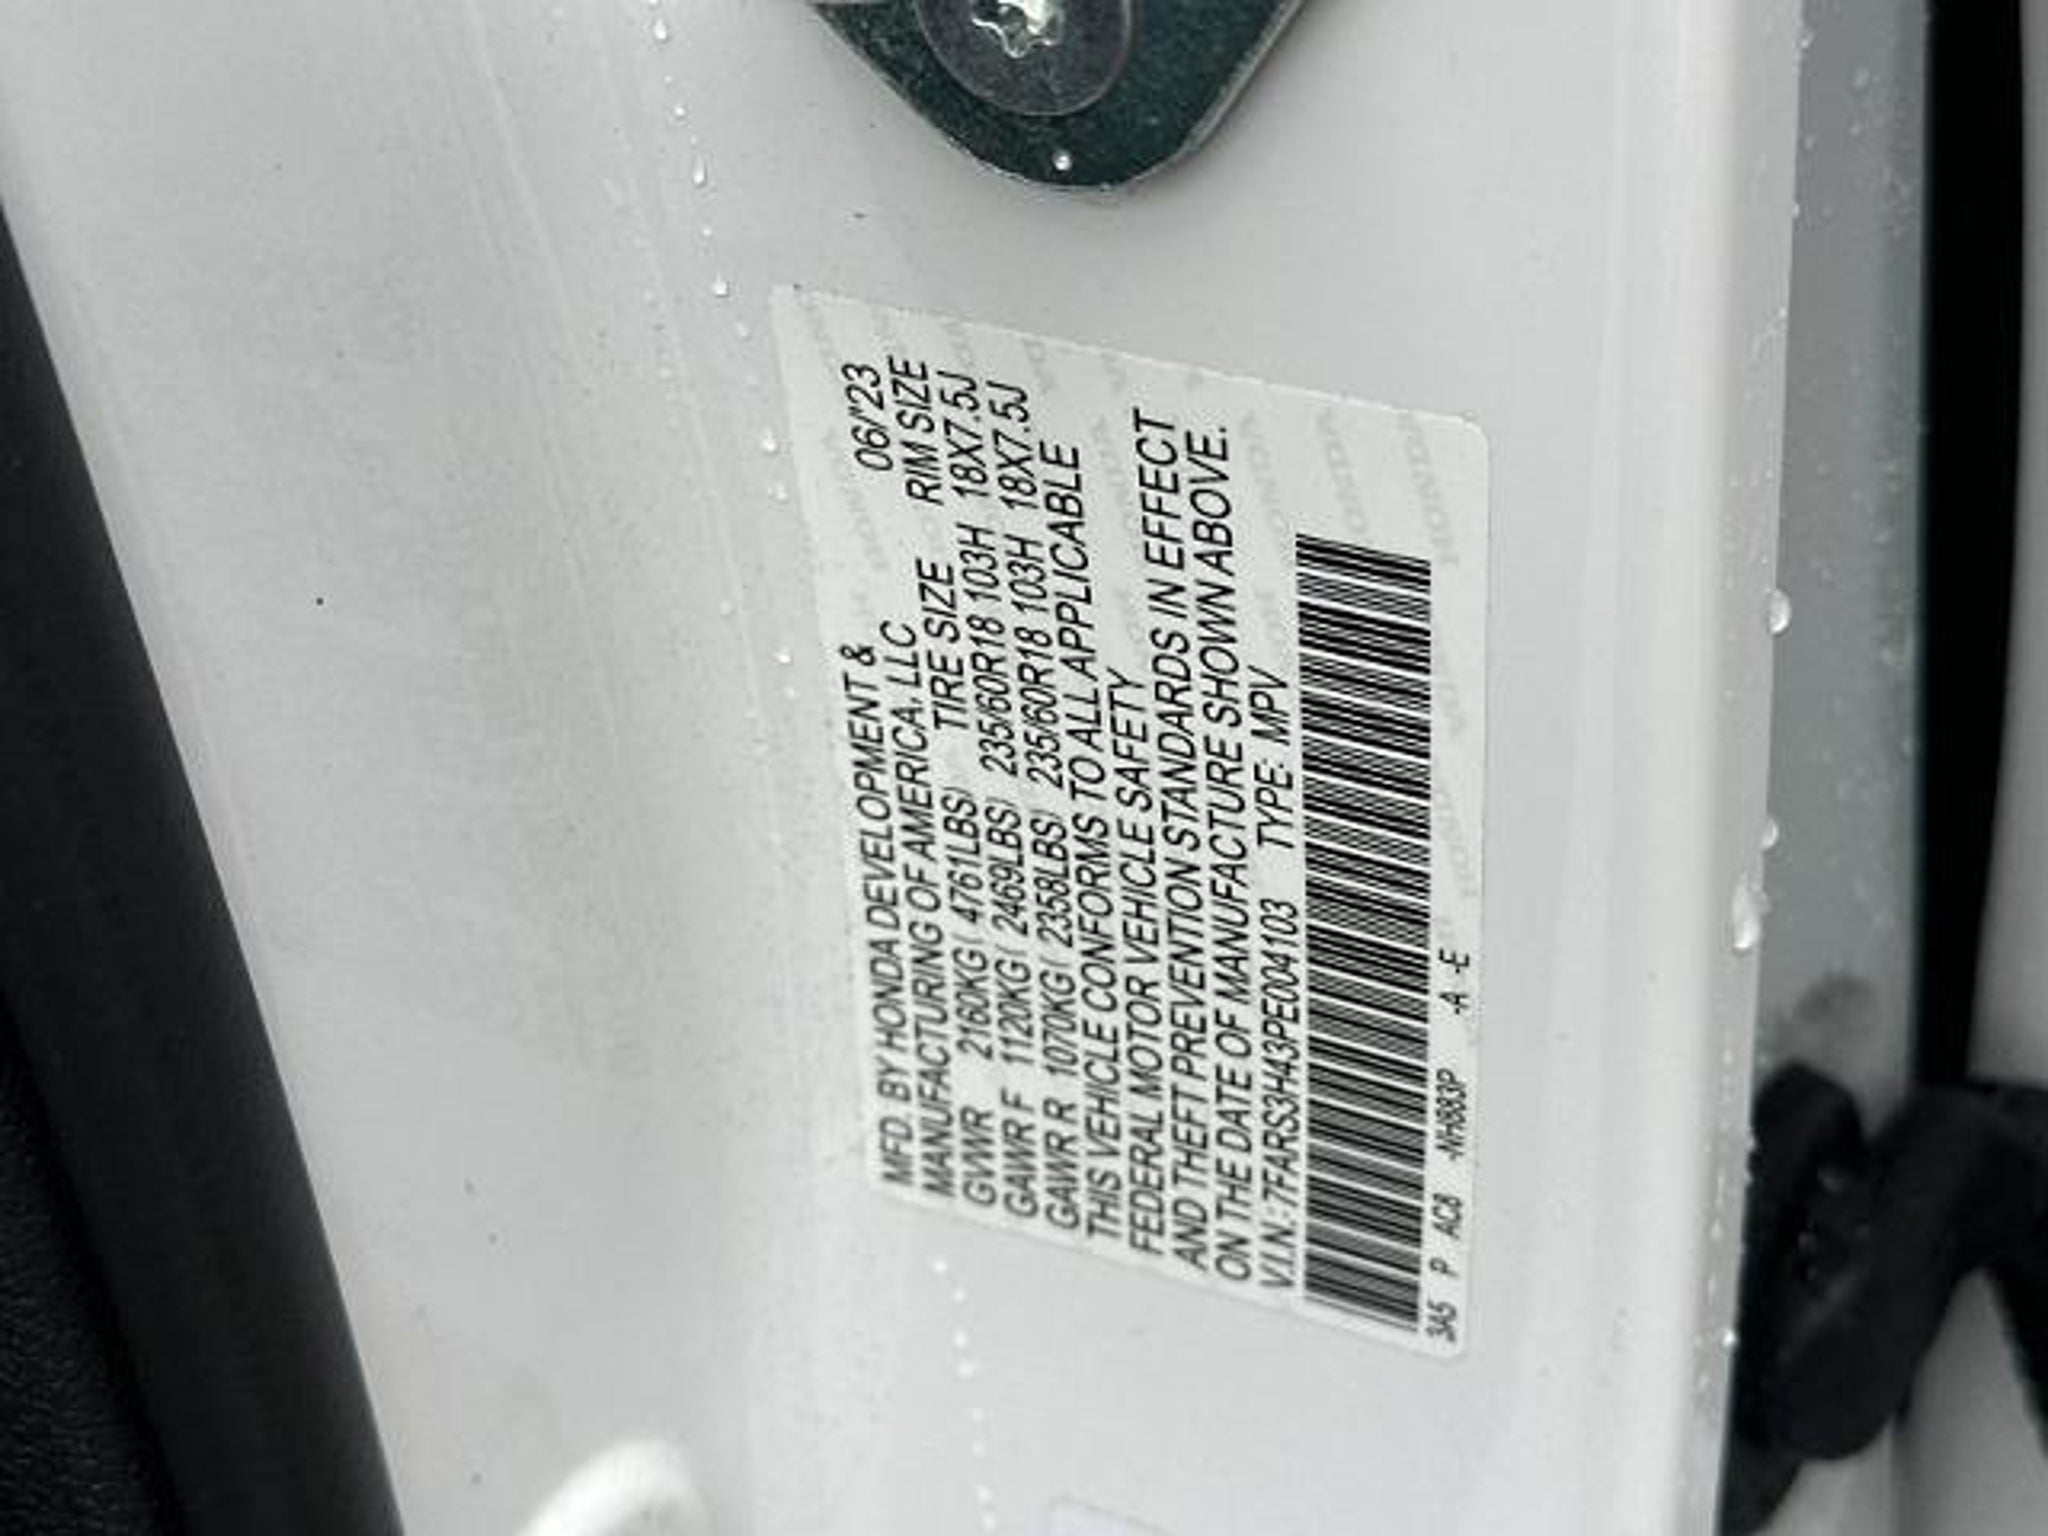 MFD. BY HONDA DEVELOPMENT & 06/'23
MANUFACTURING OF AMERICA, LLC TIRE SIZE RIM SIZE
GVWR 2160KG( 4761LBS) 235/60R18 103H 18X7.5J
GAWR F 1120KG( 2469LBS) 235/60R18 103H 18X7.5J
GAWR R 1070KG( 2358LBS)
THIS VEHICLE CONFORMS TO ALL APPLICABLE
FEDERAL MOTOR VEHICLE SAFETY
AND THEFT PREVENTION STANDARDS IN EFFECT
ON THE DATE OF MANUFACTURE SHOWN ABOVE.
V.I.N.:7FARS3H43PE004103 TYPE: MPV
3A5 P AC8 -NH883P -A -E
HONDA